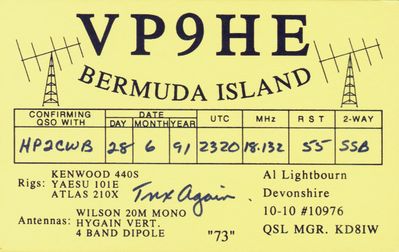 VP9HE
BERMUDA ISLAND
CONFIRMING QSO WITH DATE DAY MONTH YEAR UTC MHz R S T 2-WAY
HP2CWB 28 6 91 2320 18.132 55 SSB
Rigs: KENWOOD 440S
YAESU 101E
ATLAS 210X
Tnx Again.
Al Lightbourn
Devonshire
10-10 #10976
Antennas: WILSON 20M MONO
HYGAIN VERT.
4 BAND DIPOLE
"73"
QSL MGR. KD8IW